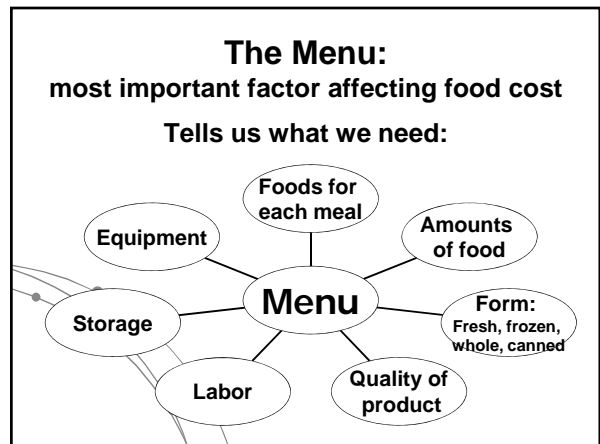 The Menu:
most important factor affecting food cost
Tells us what we need:
Foods for
each meal
Equipment
Amounts
of food
Menu
Storage
Form:
Fresh, frozen,
whole, canned
Labor
Quality of
product